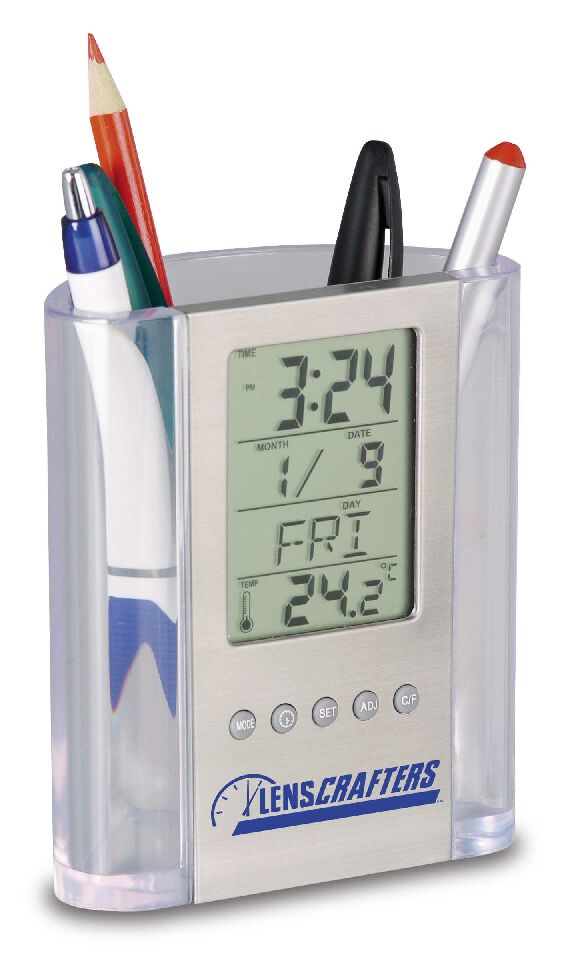 TIME
PM 3:24
MONTH DATE
1/ 9
DAY
FRI
TEMP 24.2°C
MODE SET ADJ C/F
LENSCRAFTERS